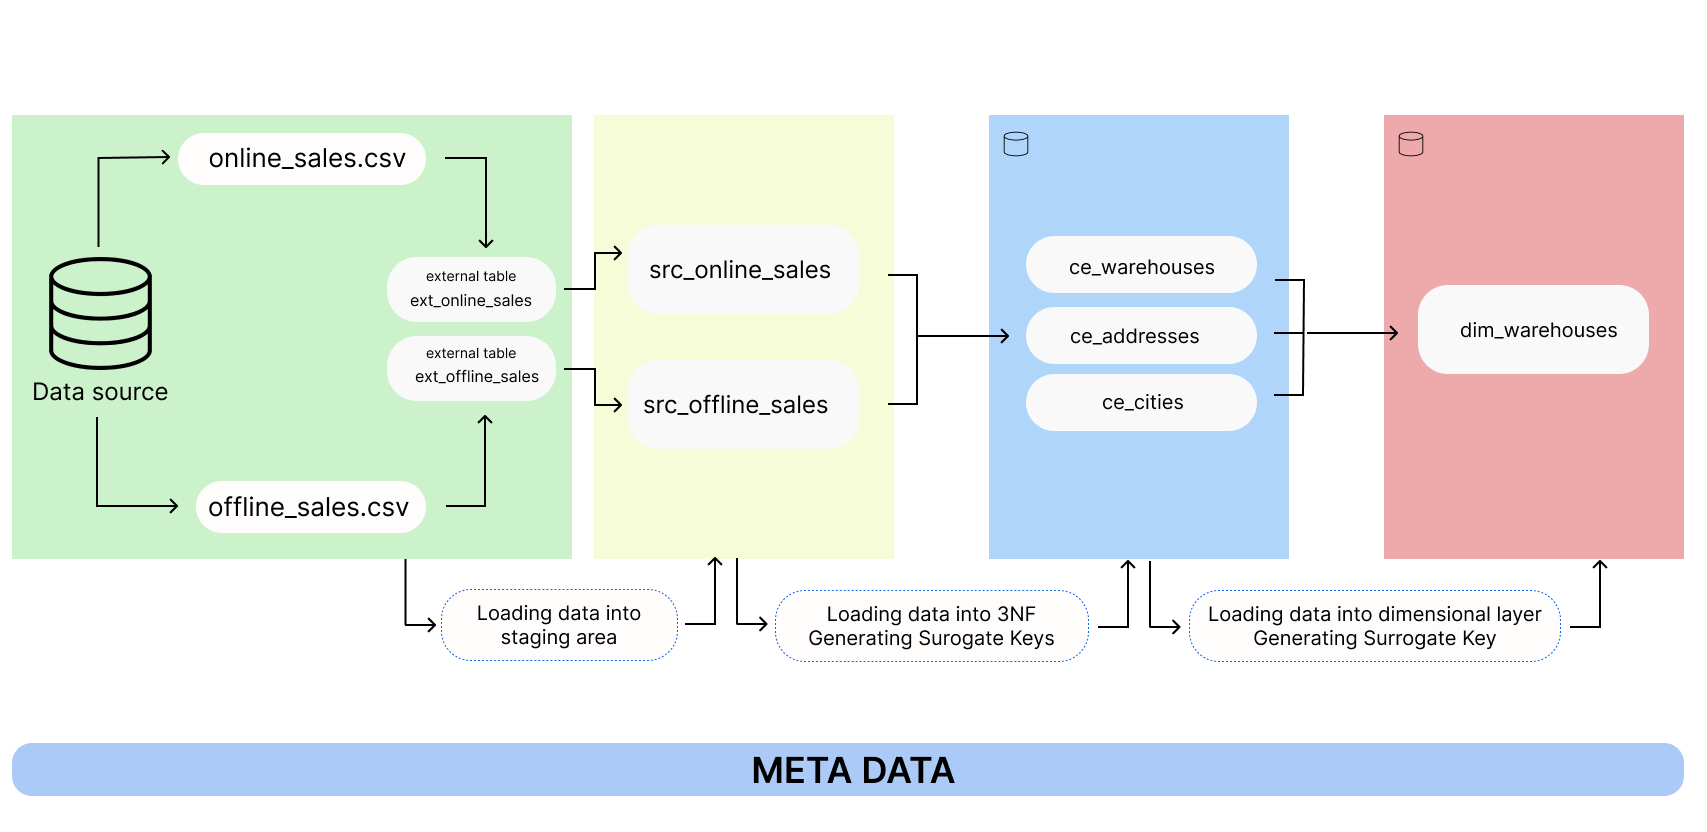 online_sales.csv
external table
ext_online_sales
external table
ext_offline_sales
Data source
offline_sales.csv
src_online_sales
src_offline_sales
ce_warehouses
ce_addresses
ce_cities
dim_warehouses
Loading data into
staging area
Loading data into 3NF
Generating Surogate Keys
Loading data into dimensional layer
Generating Surrogate Key
META DATA